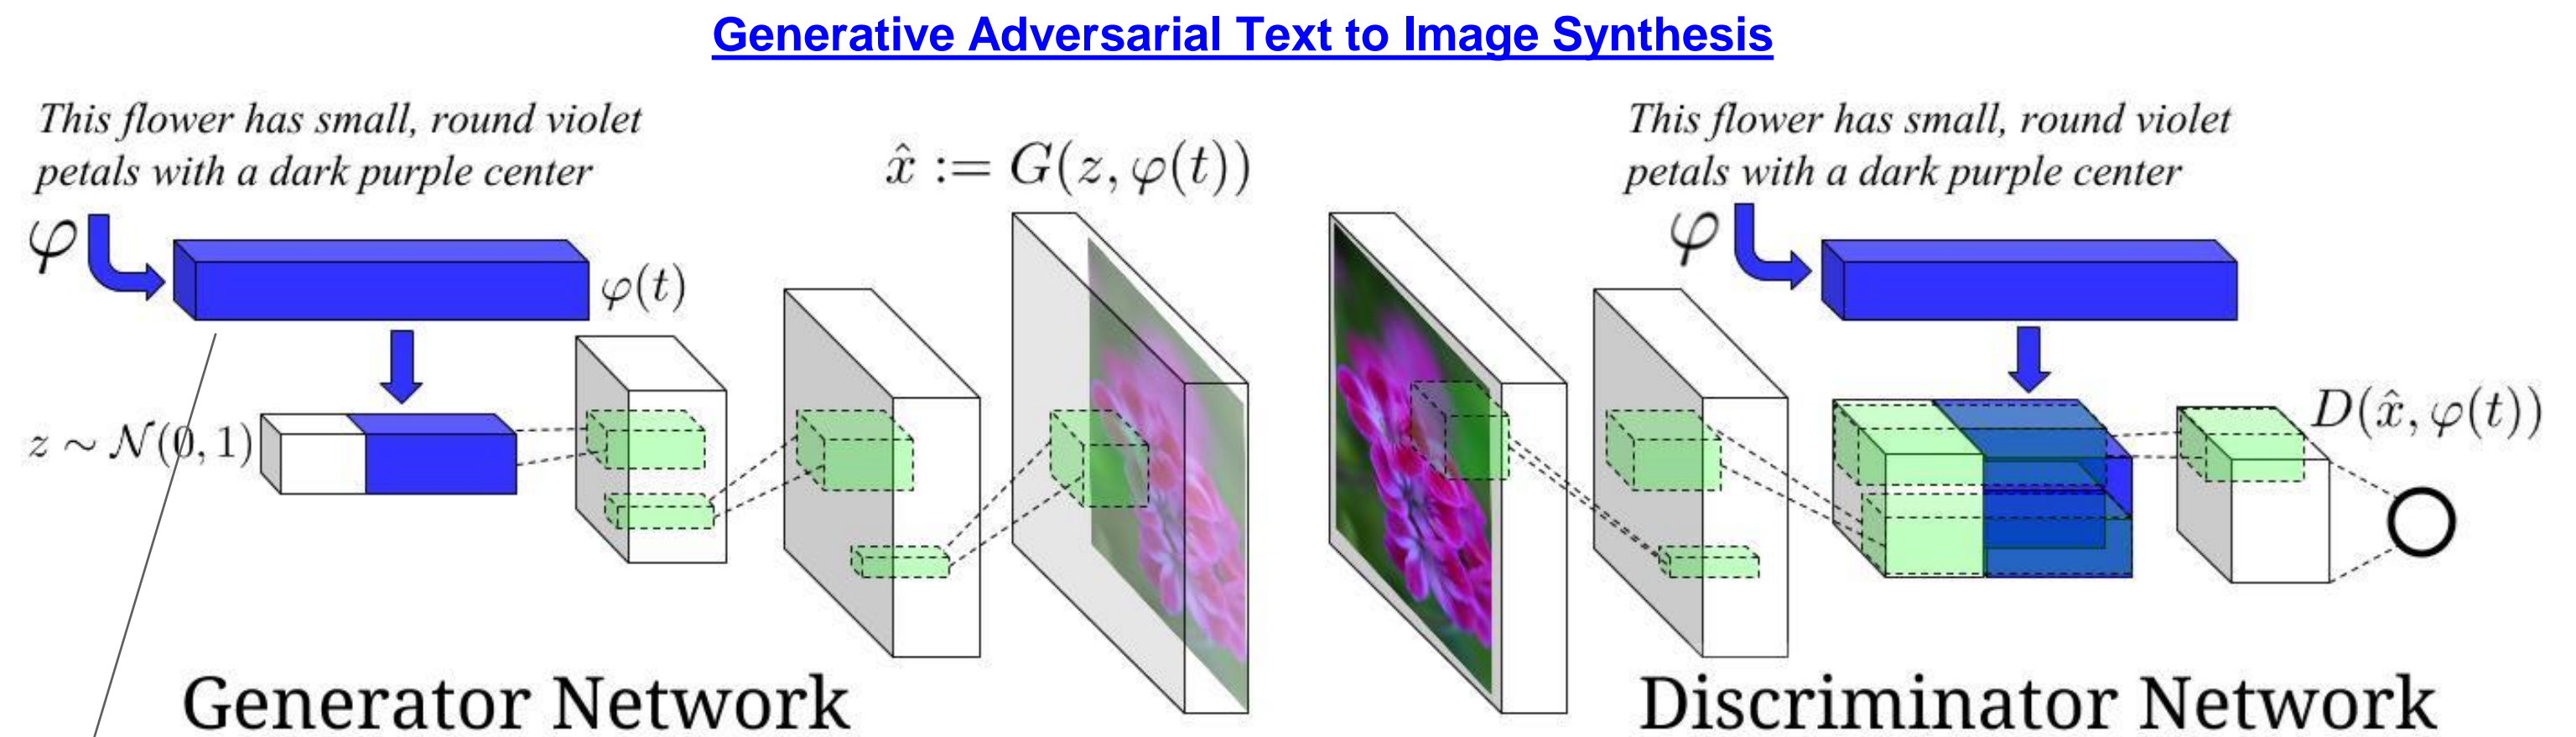 Generative Adversarial Text to Image Synthesis
This flower has small, round violet
petals with a dark purple center
φ
φ(t)
z ~ N(0, 1)
x̂ := G(z, φ(t))
Generator Network
This flower has small, round violet
petals with a dark purple center
φ
D(x̂, φ(t))
Discriminator Network